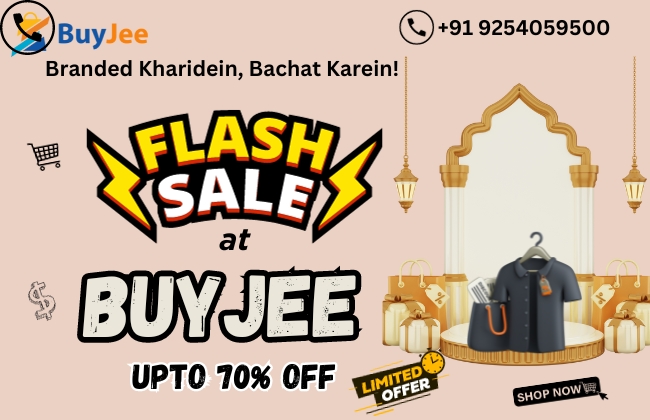 BuyJee
+91 9254059500
Branded Kharidein, Bachat Karein!
FLASH
SALE
at
BUYJEE
UPTO 70% OFF
LIMITED
OFFER
SHOP NOW